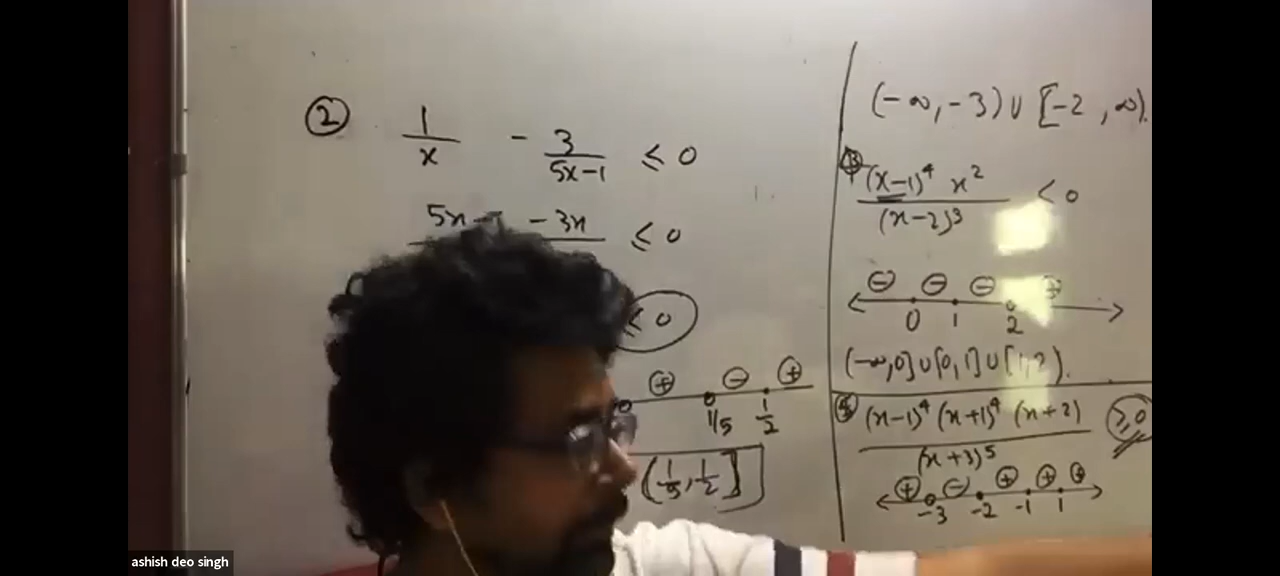 ② 1/x - 3/(5x-1) ≤ 0
5x - - 3x ≤ 0
≤ 0
⊕ ⊖ ⊕
1/5 1/2
(1/5, 1/2]
(-∞, -3) ∪ [-2, ∞).
(x-1)⁴ x² / (x-2)³ < 0
⊖ ⊖ ⊖ ⊕
0 1 2
(-∞, 0] ∪ [0, 1] ∪ [1, 2).
(x-1)⁴ (x+1)⁴ (x+2) / (x+3)⁵ ≥ 0
⊕ ⊖ ⊕ ⊕ ⊕
-3 -2 -1 1
ashish deo singh